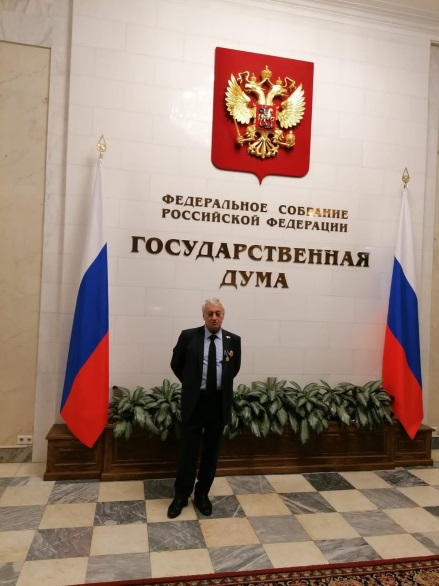 ФЕДЕРАЛЬНОЕ СОБРАНИЕ
РОССИЙСКОЙ ФЕДЕРАЦИИ
ГОСУДАРСТВЕННАЯ
ДУМА